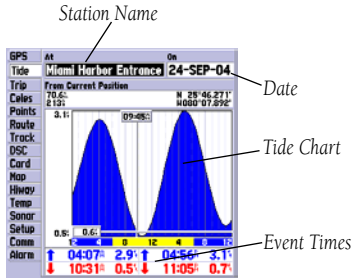 Station Name
GPS
At
On
Tide
Miami Harbor Entrance
24-SEP-04
Date
Trip
From Current Position
Celes
70.6
N 25°46.271'
213
W080°07.892'
Points
3.1
09:45
Route
Track
DSC
Tide Chart
Card
Map
Hiway
Temp
Sonar
Setup
0.5
0.6
Comm
12 4 8 12 4 8 12
Event Times
Alarm
04:07 2.9 04:56 3.1
10:31 0.5 11:05 0.7